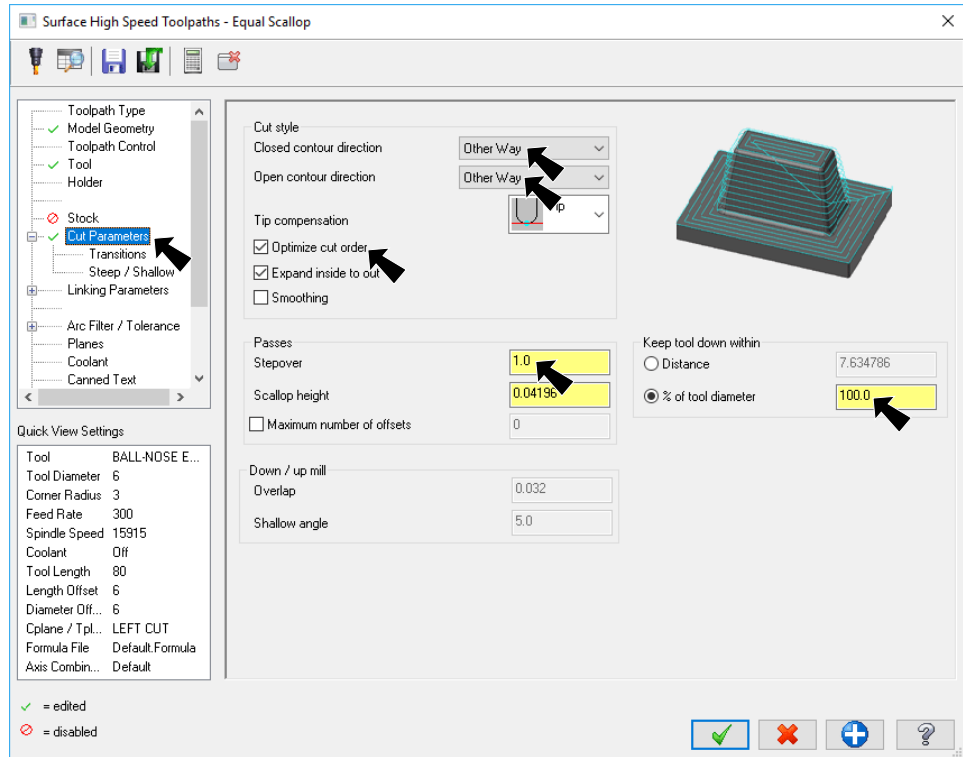 Surface High Speed Toolpaths - Equal Scallop
Toolpath Type
Model Geometry
Toolpath Control
Tool
Holder
Stock
Cut Parameters
Transitions
Steep / Shallow
Linking Parameters
Arc Filter / Tolerance
Planes
Coolant
Canned Text
Quick View Settings
Tool BALL-NOSE E...
Tool Diameter 6
Corner Radius 3
Feed Rate 300
Spindle Speed 15915
Coolant Off
Tool Length 80
Length Offset 6
Diameter Off... 6
Cplane / Tpl... LEFT CUT
Formula File Default.Formula
Axis Combin... Default
= edited
= disabled
Cut style
Closed contour direction Other Way
Open contour direction Other Way
Tip compensation
Optimize cut order
Expand inside to out
Smoothing
Passes
Stepover 1.0
Scallop height 0.04196
Maximum number of offsets 0
Down / up mill
Overlap 0.032
Shallow angle 5.0
Keep tool down within
Distance 7.634786
% of tool diameter 100.0